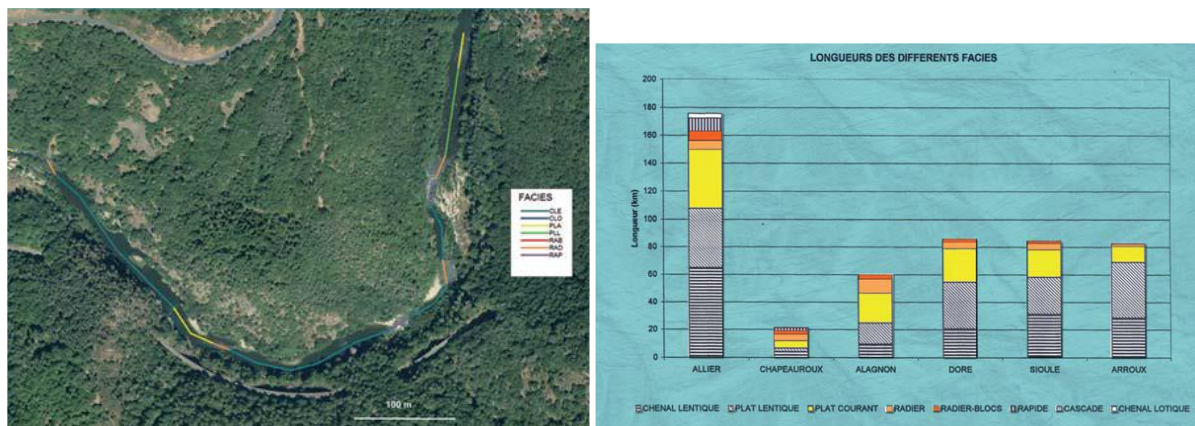 FACIES
CLE
CLO
PLA
PLL
RAB
RAD
RAP
100 m
LONGUEURS DES DIFFERENTS FACIES
Longueur (km)
200
180
160
140
120
100
80
60
40
20
0
ALLIER CHAPEAUROUX ALAGNON DORE SIOULE ARROUX
CHENAL LENTIQUE PLAT LENTIQUE PLAT COURANT RADIER RADIER-BLOCS RAPIDE CASCADE CHENAL LOTIQUE